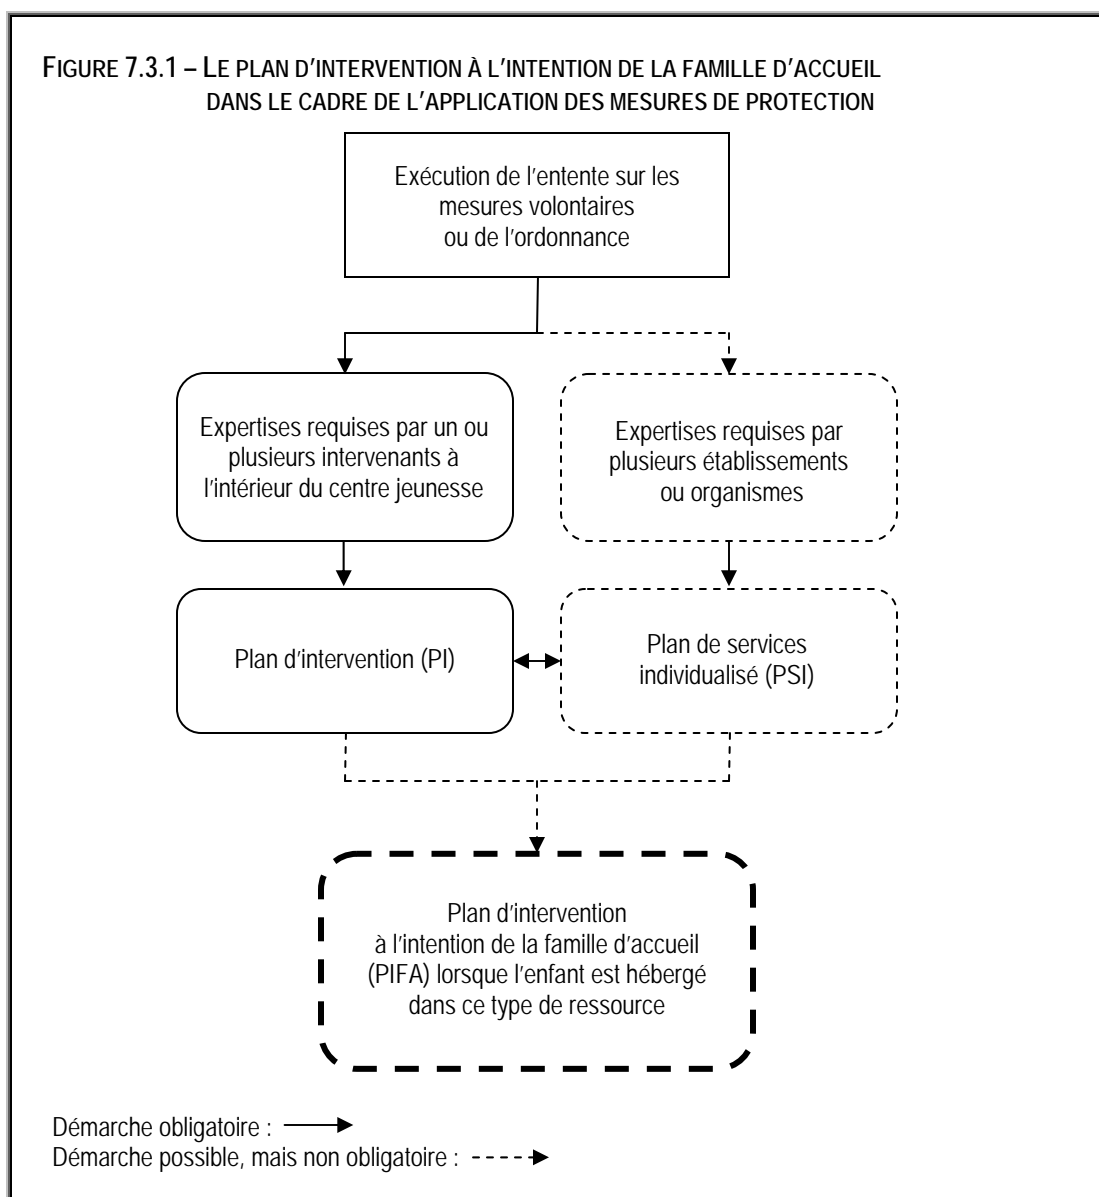 FIGURE 7.3.1 – LE PLAN D'INTERVENTION À L'INTENTION DE LA FAMILLE D'ACCUEIL
DANS LE CADRE DE L'APPLICATION DES MESURES DE PROTECTION
Exécution de l'entente sur les
mesures volontaires
ou de l'ordonnance
Expertises requises par un ou
plusieurs intervenants à
l'intérieur du centre jeunesse
Expertises requises par
plusieurs établissements
ou organismes
Plan d'intervention (PI)
Plan de services
individualisé (PSI)
Plan d'intervention
à l'intention de la famille d'accueil
(PIFA) lorsque l'enfant est hébergé
dans ce type de ressource
Démarche obligatoire :
Démarche possible, mais non obligatoire :